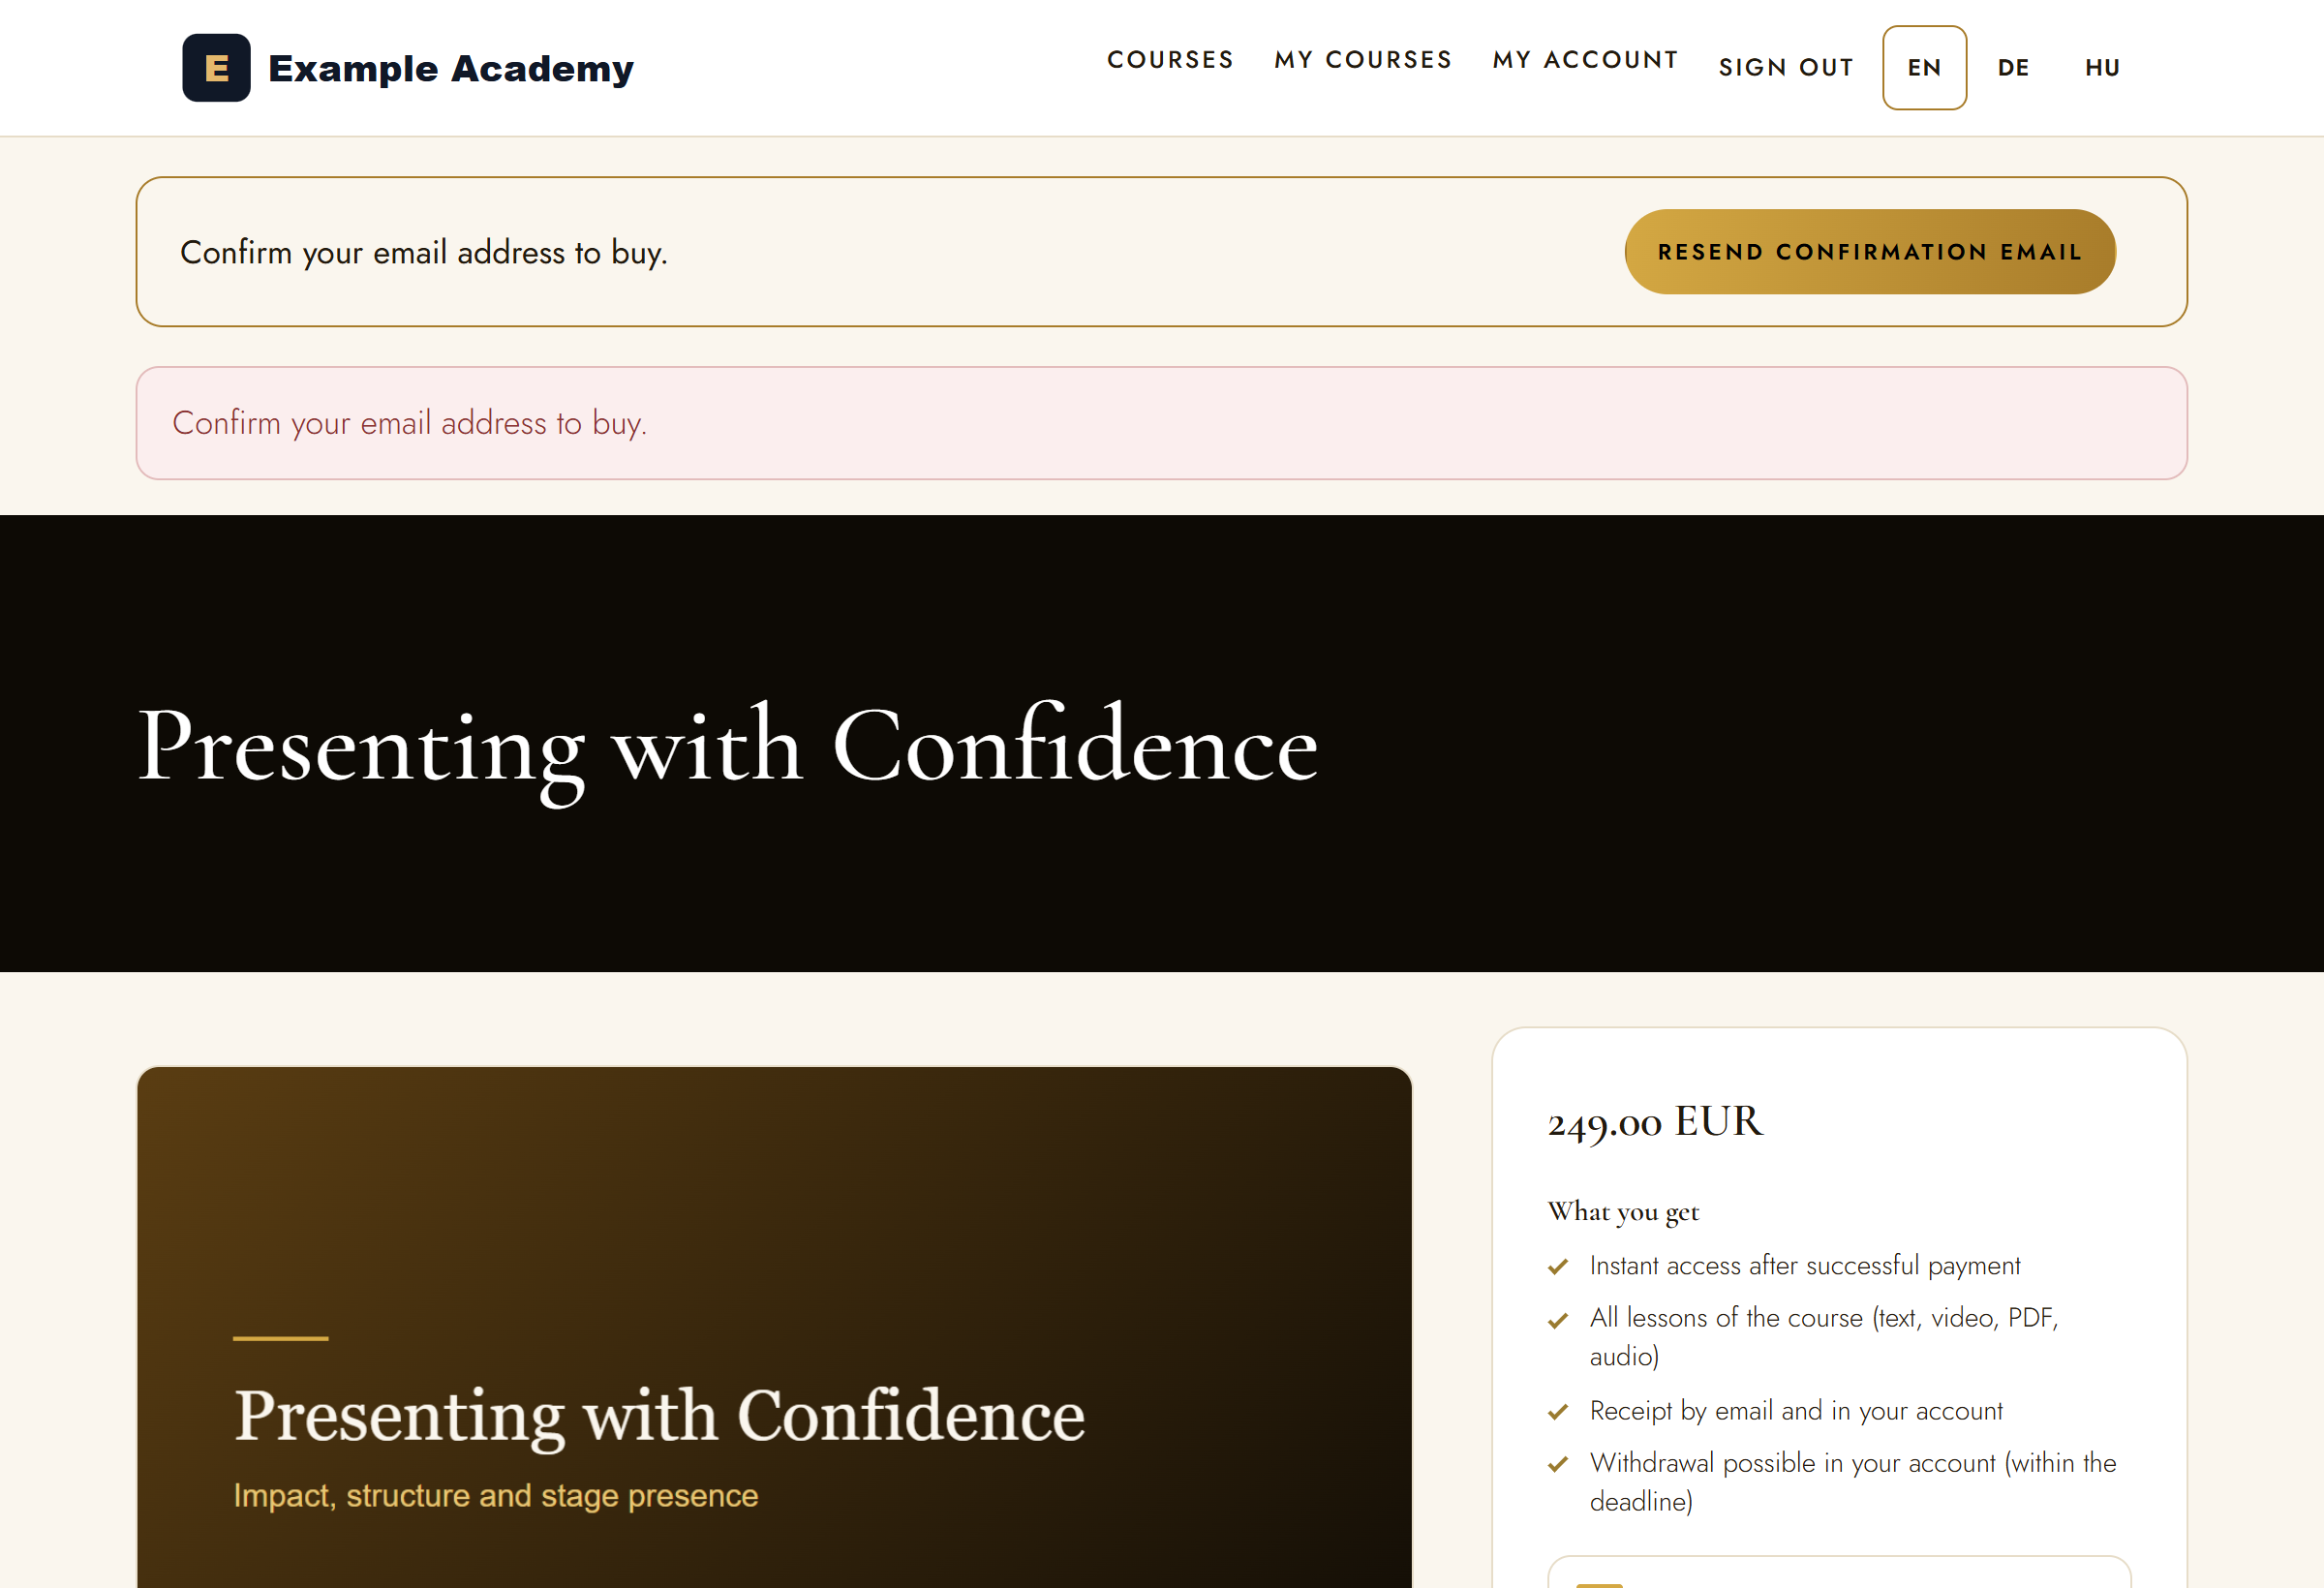 E Example Academy
COURSES MY COURSES MY ACCOUNT SIGN OUT EN DE HU
Confirm your email address to buy.
RESEND CONFIRMATION EMAIL
Confirm your email address to buy.
Presenting with Confidence
Presenting with Confidence
Impact, structure and stage presence
249.00 EUR
What you get
Instant access after successful payment
All lessons of the course (text, video, PDF,
audio)
Receipt by email and in your account
Withdrawal possible in your account (within the
deadline)